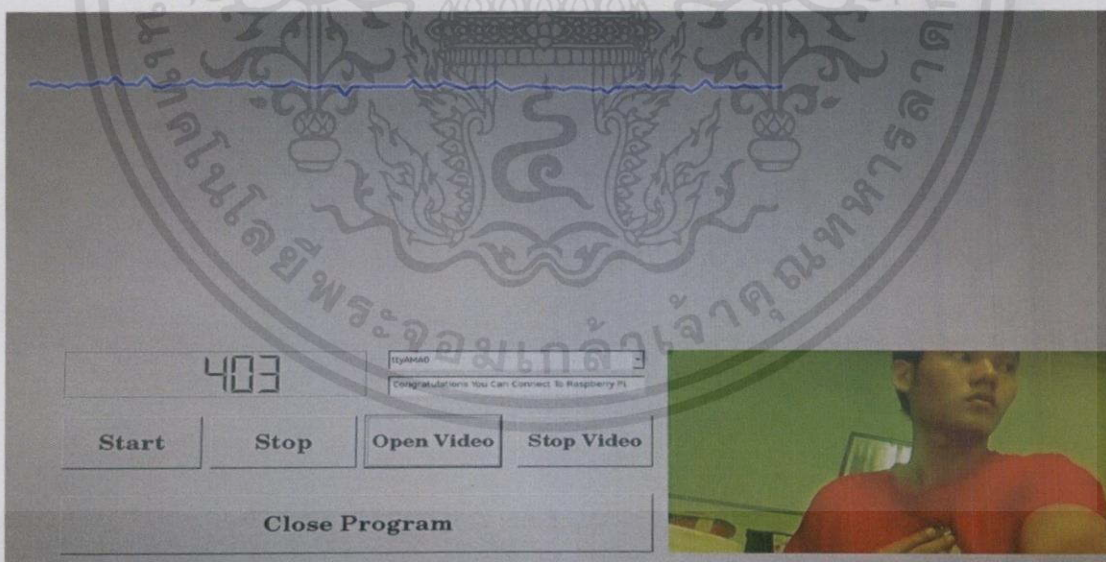 เทคโนโลยีพระจอมเกล้าเจ้าคุณทหารลาด
403
ttyAMA0
Congratulations You Can Connect To Raspberry PI.
Start
Stop
Open Video
Stop Video
Close Program